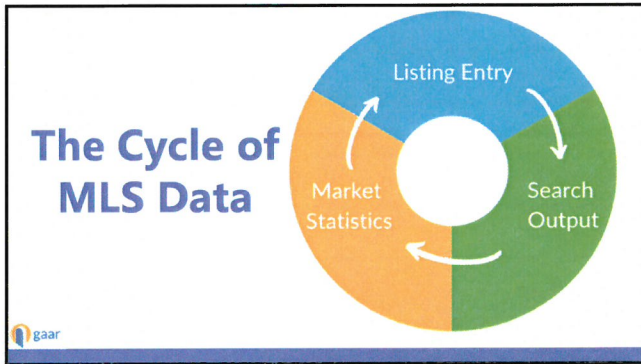 The Cycle of
MLS Data
Listing Entry
Search
Output
Market
Statistics
gaar